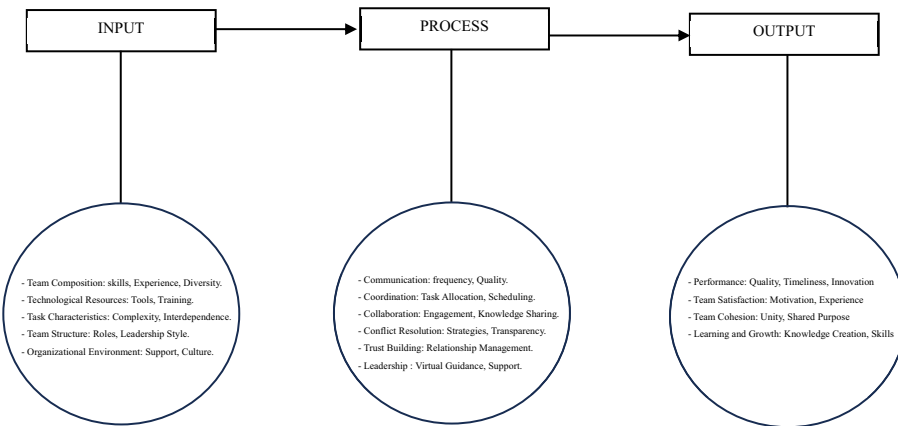 INPUT
PROCESS
OUTPUT
- Team Composition: skills, Experience, Diversity.
- Technological Resources: Tools, Training.
- Task Characteristics: Complexity, Interdependence.
- Team Structure: Roles, Leadership Style.
- Organizational Environment: Support, Culture.
- Communication: frequency, Quality.
- Coordination: Task Allocation, Scheduling.
- Collaboration: Engagement, Knowledge Sharing.
- Conflict Resolution: Strategies, Transparency.
- Trust Building: Relationship Management.
- Leadership : Virtual Guidance, Support.
- Performance: Quality, Timeliness, Innovation
- Team Satisfaction: Motivation, Experience
- Team Cohesion: Unity, Shared Purpose
- Learning and Growth: Knowledge Creation, Skills